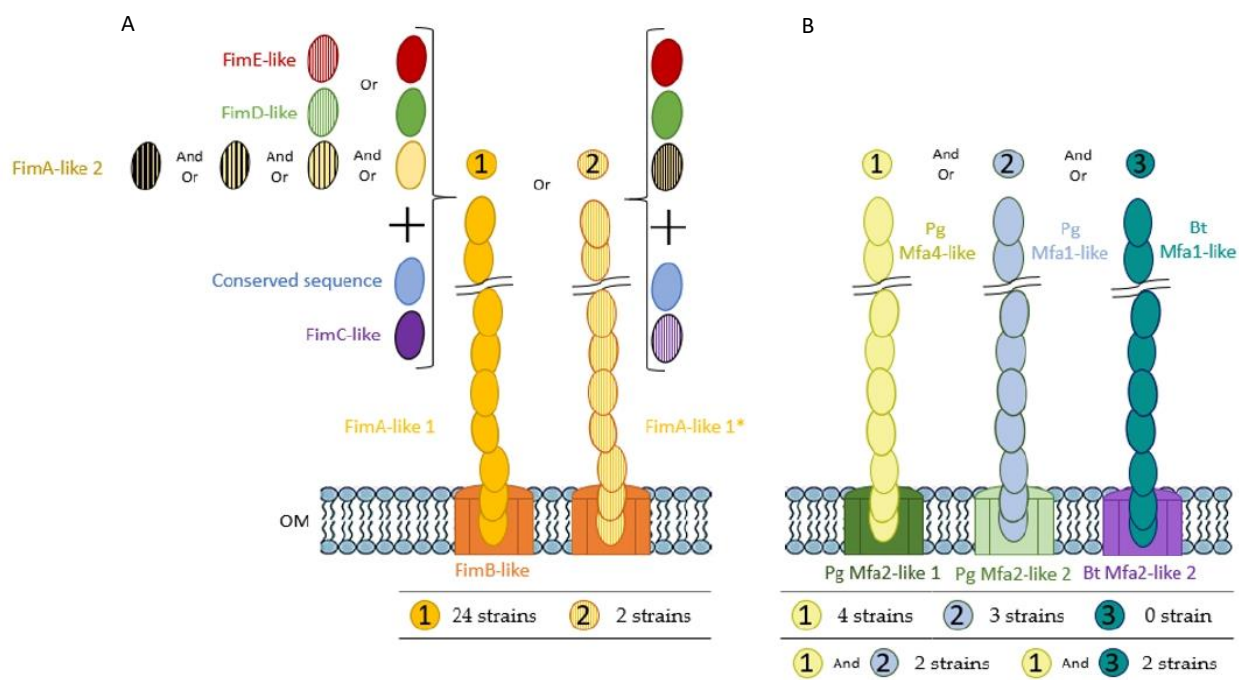 A
B
FimE-like
Or
FimD-like
FimA-like 2
And
Or
And
Or
And
Or
1
Or
2
1
And
Or
2
And
Or
3
Pg
Mfa4-like
Pg
Mfa1-like
Bt
Mfa1-like
+
+
Conserved sequence
FimC-like
FimA-like 1
FimA-like 1*
OM
FimB-like
Pg Mfa2-like 1
Pg Mfa2-like 2
Bt Mfa2-like 2
1 24 strains 2 2 strains
1 4 strains 2 3 strains 3 0 strain
1 And 2 2 strains 1 And 3 2 strains